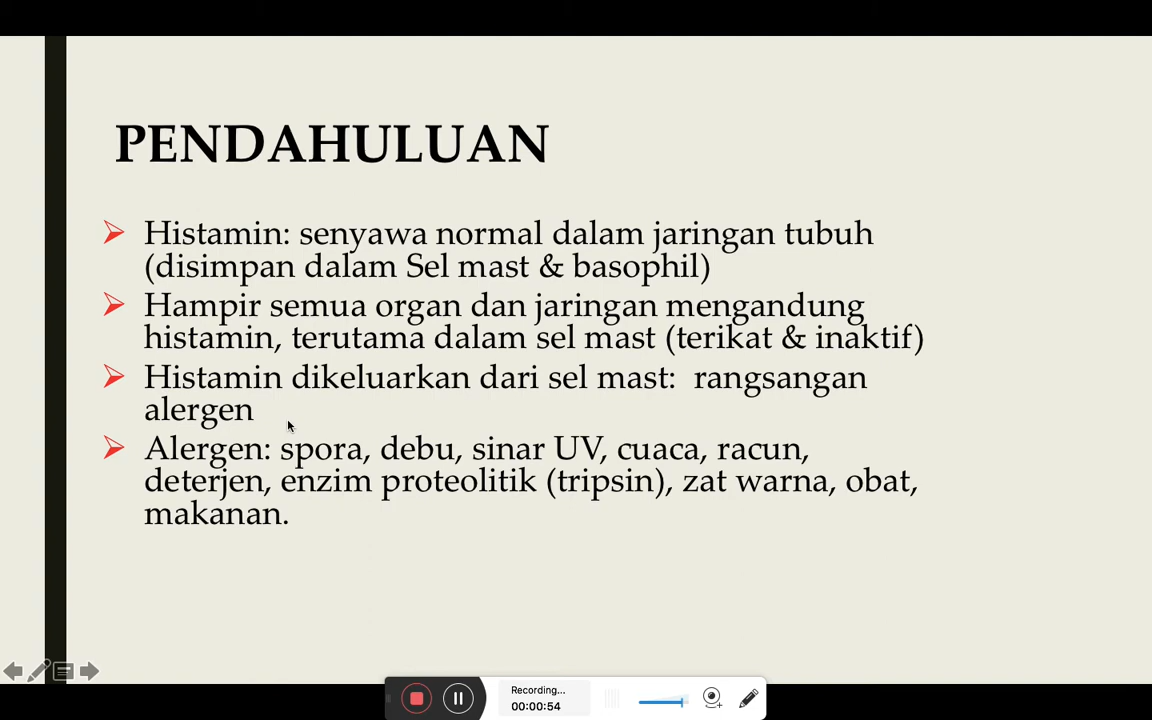 PENDAHULUAN
Histamin: senyawa normal dalam jaringan tubuh
(disimpan dalam Sel mast & basophil)
Hampir semua organ dan jaringan mengandung
histamin, terutama dalam sel mast (terikat & inaktif)
Histamin dikeluarkan dari sel mast: rangsangan
alergen
Alergen: spora, debu, sinar UV, cuaca, racun,
deterjen, enzim proteolitik (tripsin), zat warna, obat,
makanan.
Recording...
00:00:54